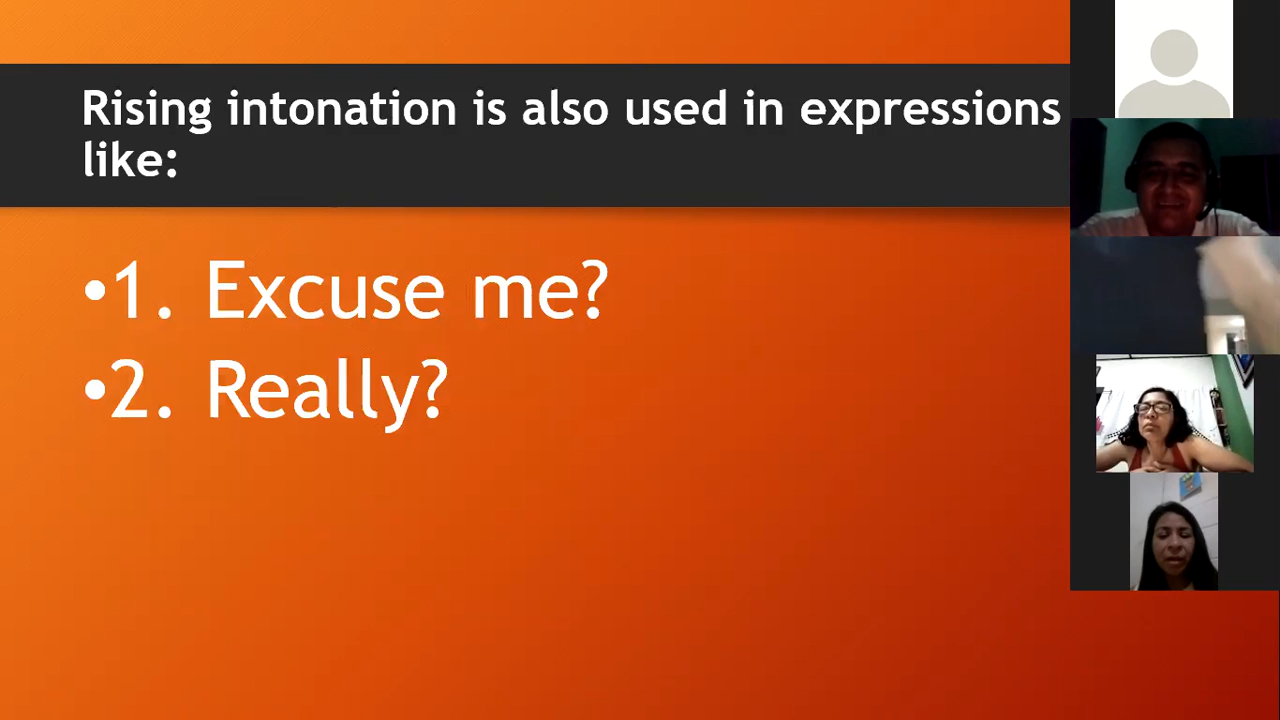 Rising intonation is also used in expressions
like:
•1. Excuse me?
•2. Really?